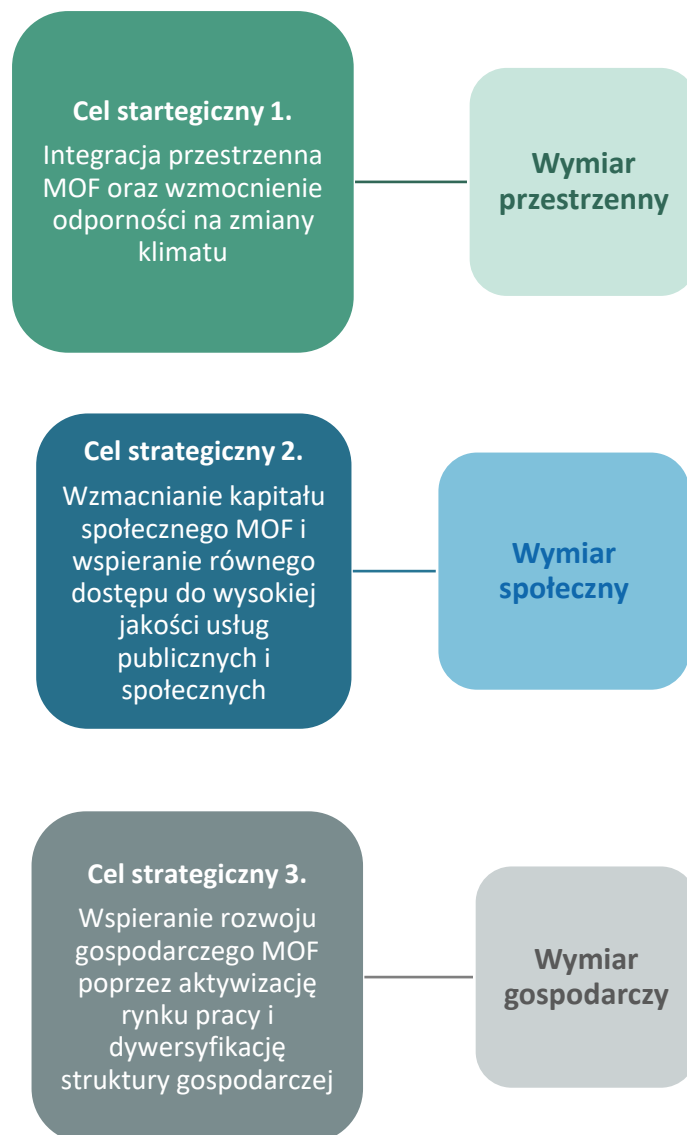 Cel startegiczny 1.
Integracja przestrzenna
MOF oraz wzmocnienie
odporności na zmiany
klimatu
Wymiar
przestrzenny
Cel strategiczny 2.
Wzmacnianie kapitału
społecznego MOF i
wspieranie równego
dostępu do wysokiej
jakości usług
publicznych i
społecznych
Wymiar
społeczny
Cel strategiczny 3.
Wspieranie rozwoju
gospodarczego MOF
poprzez aktywizację
rynku pracy i
dywersyfikację
struktury gospodarczej
Wymiar
gospodarczy